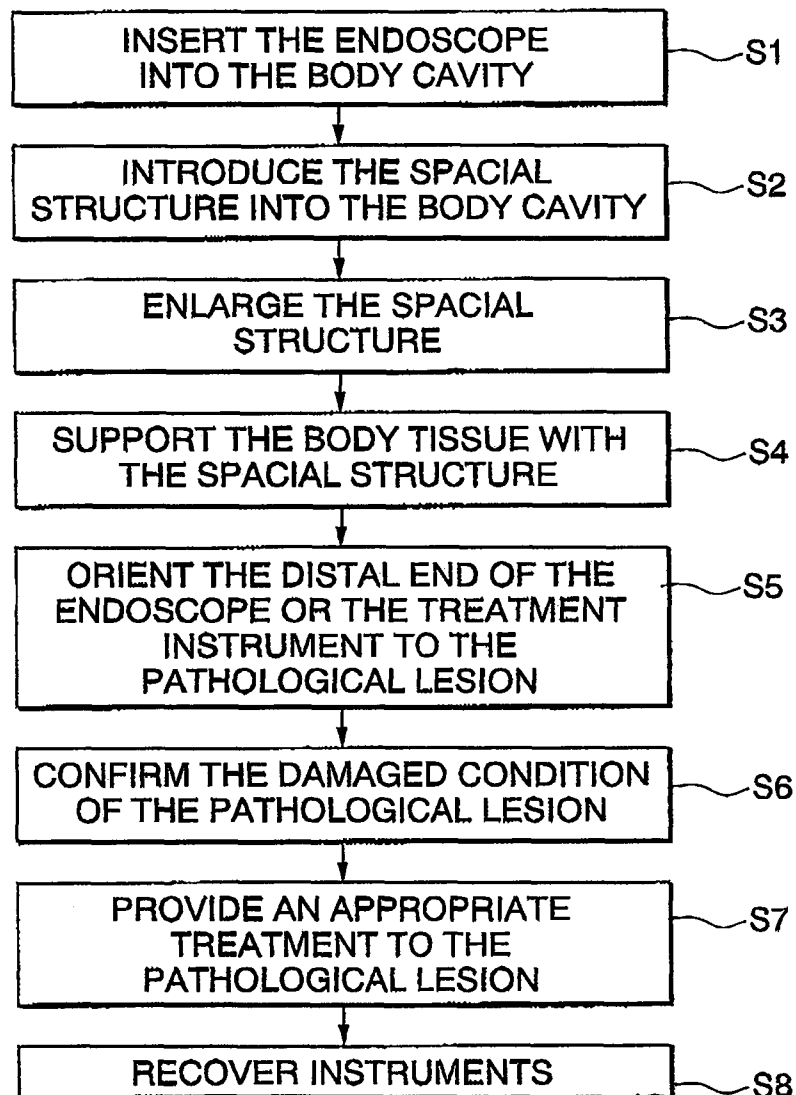 INSERT THE ENDOSCOPE
INTO THE BODY CAVITY
S1
INTRODUCE THE SPACIAL
STRUCTURE INTO THE BODY CAVITY
S2
ENLARGE THE SPACIAL
STRUCTURE
S3
SUPPORT THE BODY TISSUE WITH
THE SPACIAL STRUCTURE
S4
ORIENT THE DISTAL END OF THE
ENDOSCOPE OR THE TREATMENT
INSTRUMENT TO THE
PATHOLOGICAL LESION
S5
CONFIRM THE DAMAGED CONDITION
OF THE PATHOLOGICAL LESION
S6
PROVIDE AN APPROPRIATE
TREATMENT TO THE
PATHOLOGICAL LESION
S7
RECOVER INSTRUMENTS
S8